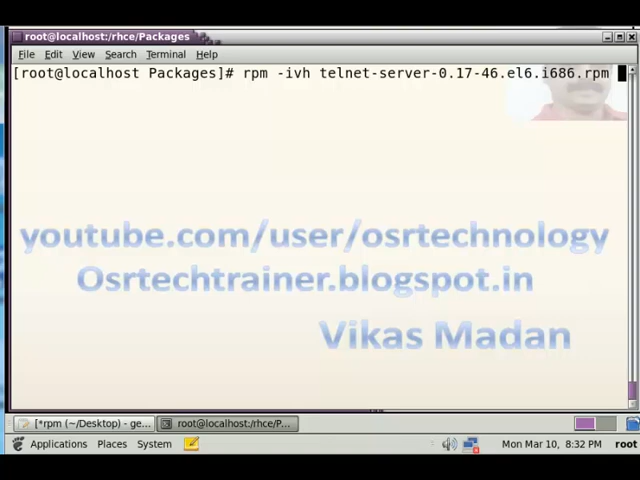 root@localhost:/rhce/Packages
File Edit View Search Terminal Help
[root@localhost Packages]# rpm -ivh telnet-server-0.17-46.el6.i686.rpm
youtube.com/user/osrtechnology
Osrtechtrainer.blogspot.in
Vikas Madan
[*rpm (~/Desktop) - ge... root@localhost:/rhce/P...
Applications Places System Mon Mar 10, 8:32 PM root